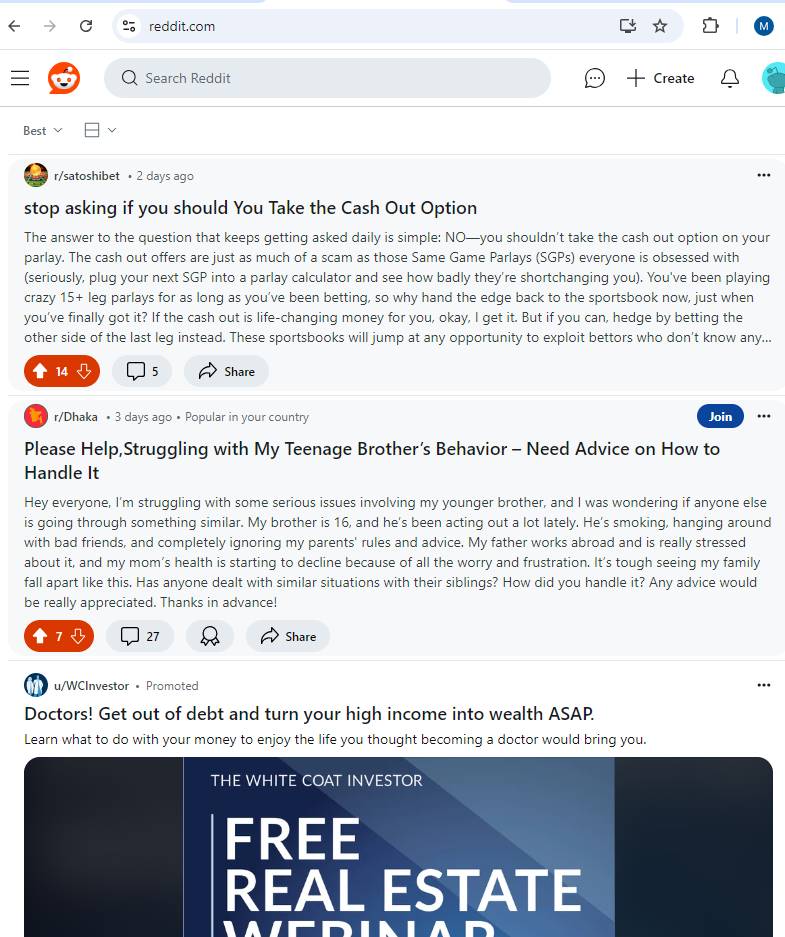 reddit.com
M
Search Reddit
Create
Best
r/satoshibet • 2 days ago
stop asking if you should You Take the Cash Out Option
The answer to the question that keeps getting asked daily is simple: NO—you shouldn’t take the cash out option on your
parlay. The cash out offers are just as much of a scam as those Same Game Parlays (SGPs) everyone is obsessed with
(seriously, plug your next SGP into a parlay calculator and see how badly they’re shortchanging you). You've been playing
crazy 15+ leg parlays for as long as you’ve been betting, so why hand the edge back to the sportsbook now, just when
you’ve finally got it? If the cash out is life-changing money for you, okay, I get it. But if you can, hedge by betting the
other side of the last leg instead. These sportsbooks will jump at any opportunity to exploit bettors who don’t know any...
14 5 Share
r/Dhaka • 3 days ago • Popular in your country Join
Please Help,Struggling with My Teenage Brother’s Behavior – Need Advice on How to
Handle It
Hey everyone, I’m struggling with some serious issues involving my younger brother, and I was wondering if anyone else
is going through something similar. My brother is 16, and he’s been acting out a lot lately. He’s smoking, hanging around
with bad friends, and completely ignoring my parents' rules and advice. My father works abroad and is really stressed
about it, and my mom’s health is starting to decline because of all the worry and frustration. It’s tough seeing my family
fall apart like this. Has anyone dealt with similar situations with their siblings? How did you handle it? Any advice would
be really appreciated. Thanks in advance!
7 27 Share
u/WCInvestor • Promoted
Doctors! Get out of debt and turn your high income into wealth ASAP.
Learn what to do with your money to enjoy the life you thought becoming a doctor would bring you.
THE WHITE COAT INVESTOR
FREE
REAL ESTATE
WEBINAR